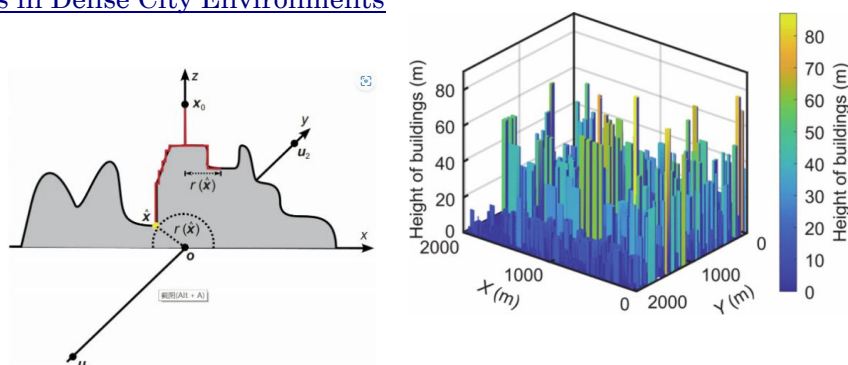 s in Dense City Environments
z
x₀
y
u₂
r(x̂)
x̂
r(x̂)
x
o
截图(Alt + A)
u
Height of buildings (m)
80
60
40
20
0
2000
1000
0
X (m)
2000
1000
0
Y (m)
80
70
60
50
40
30
20
10
0
Height of buildings (m)